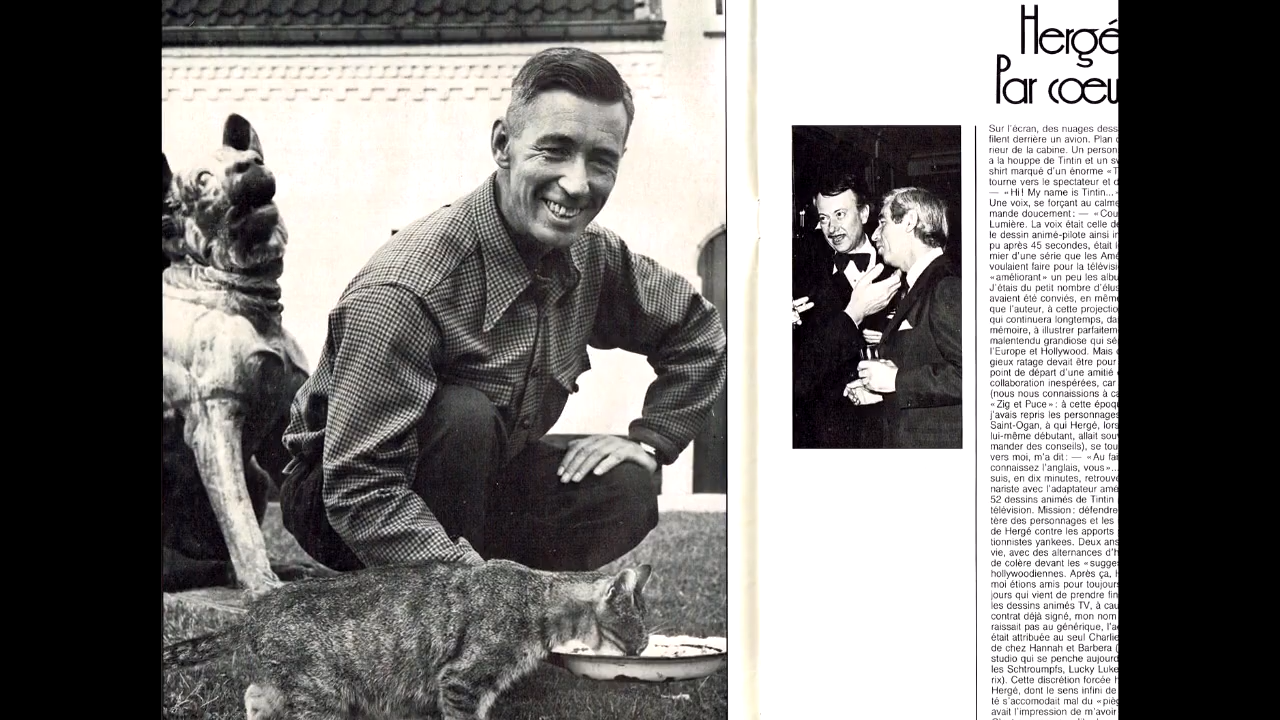 Hergé
Par coeu
Sur l'écran, des nuages dess
filent derrière un avion. Plan d
rieur de la cabine. Un person
a la houppe de Tintin et un sw
shirt marqué d'un énorme «T
tourne vers le spectateur et d
— «Hi! My name is Tintin...»
Une voix, se forçant au calme
mande doucement: — «Cou
Lumière. La voix était celle de
le dessin animé-pilote ainsi in
pu après 45 secondes, était le
mier d'une série que les Amé
voulaient faire pour la télévisi
«améliorant» un peu les albu
J'étais du petit nombre d'élus
avaient été conviés, en même
que l'auteur, à cette projectio
qui continuera longtemps, da
mémoire, à illustrer parfaitem
malentendu grandiose qui sé
l'Europe et Hollywood. Mais c
gieux ratage devait être pour
point de départ d'une amitié e
collaboration inespérées, car
(nous nous connaissions à ca
«Zig et Puce»: à cette époqu
j'avais repris les personnages
Saint-Ogan, à qui Hergé, lors
lui-même débutant, allait souv
mander des conseils), se tou
vers moi, m'a dit: — «Au fai
connaissez l'anglais, vous»...
suis, en dix minutes, retrouvé
nariste avec l'adaptateur amé
52 dessins animés de Tintin
télévision. Mission: défendre
tère des personnages et les
de Hergé contre les apports
tionnistes yankees. Deux ans
vie, avec des alternances d'h
de colère devant les «sugges
hollywoodiennes. Après ça, H
moi étions amis pour toujours
jours qui vient de prendre fin
les dessins animés TV, à cau
contrat déjà signé, mon nom
raissait pas au générique, l'ad
était attribuée au seul Charlie
de chez Hannah et Barbera (
studio qui se penche aujourd
les Schtroumpfs, Lucky Luke
rix). Cette discrétion forcée h
Hergé, dont le sens infini de
té s'accomodait mal du «pièg
avait l'impression de m'avoir